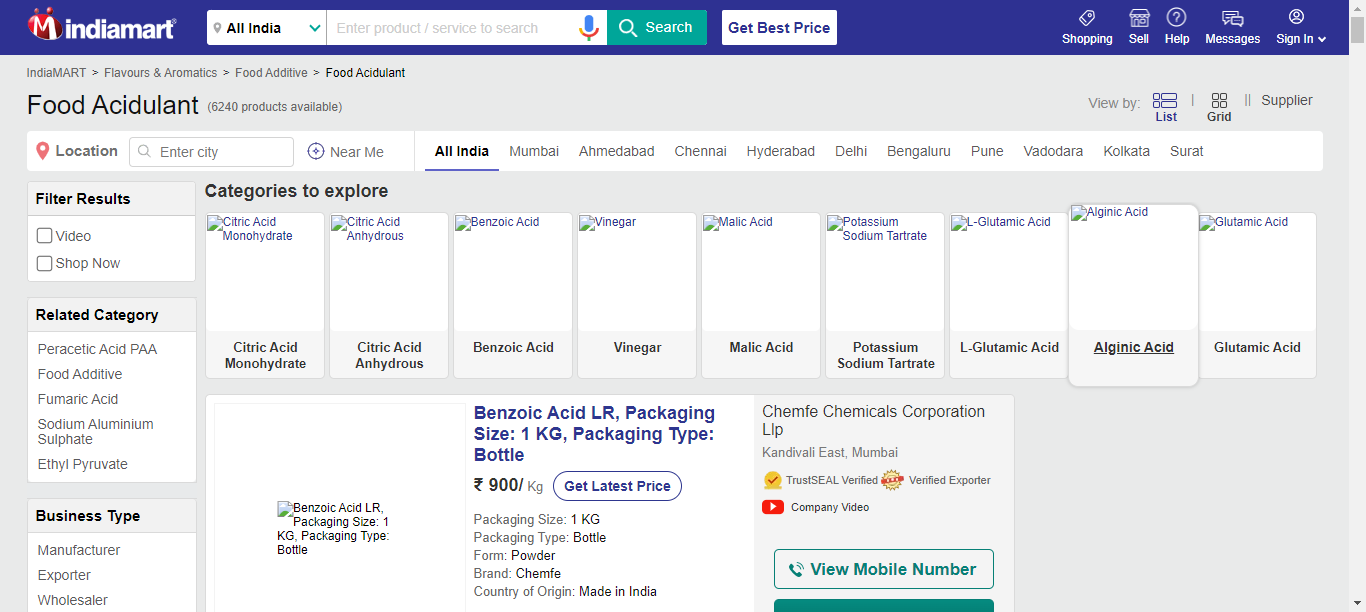 indiamart
All India
Enter product / service to search
Search
Get Best Price
Shopping
Sell
Help
Messages
Sign In
IndiaMART > Flavours & Aromatics > Food Additive > Food Acidulant
Food Acidulant (6240 products available)
View by:
List
|
Grid
||
Supplier
Location
Enter city
Near Me
All India
Mumbai
Ahmedabad
Chennai
Hyderabad
Delhi
Bengaluru
Pune
Vadodara
Kolkata
Surat
Filter Results
Video
Shop Now
Related Category
Peracetic Acid PAA
Food Additive
Fumaric Acid
Sodium Aluminium
Sulphate
Ethyl Pyruvate
Business Type
Manufacturer
Exporter
Wholesaler
Categories to explore
Citric Acid
Monohydrate
Citric Acid
Monohydrate
Citric Acid
Anhydrous
Citric Acid
Anhydrous
Benzoic Acid
Benzoic Acid
Vinegar
Vinegar
Malic Acid
Malic Acid
Potassium
Sodium Tartrate
Potassium
Sodium Tartrate
L-Glutamic Acid
L-Glutamic Acid
Alginic Acid
Alginic Acid
Glutamic Acid
Glutamic Acid
Benzoic Acid LR,
Packaging Size: 1
KG, Packaging Type:
Bottle
Benzoic Acid LR, Packaging
Size: 1 KG, Packaging Type:
Bottle
₹ 900/ Kg
Get Latest Price
Packaging Size: 1 KG
Packaging Type: Bottle
Form: Powder
Brand: Chemfe
Country of Origin: Made in India
Chemfe Chemicals Corporation
Llp
Kandivali East, Mumbai
TrustSEAL Verified
Verified Exporter
Company Video
View Mobile Number